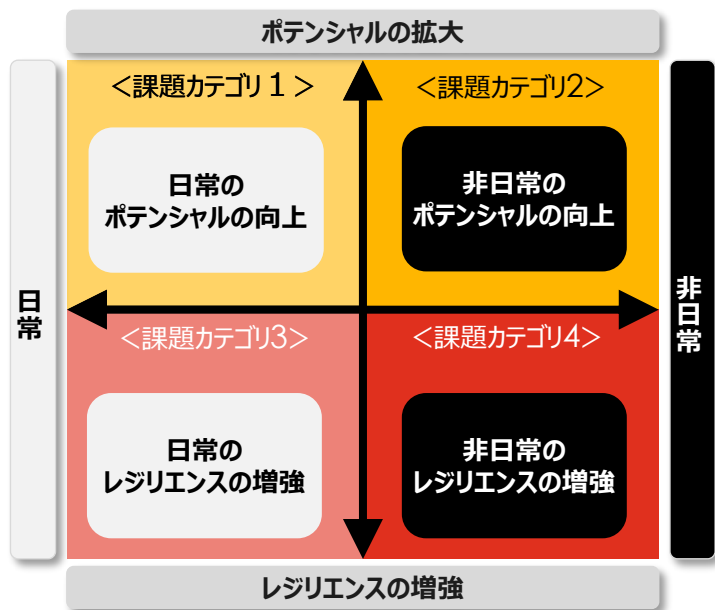 ポテンシャルの拡大
<課題カテゴリ1>
<課題カテゴリ2>
日常の
ポテンシャルの向上
非日常の
ポテンシャルの向上
日常
非日常
<課題カテゴリ3>
<課題カテゴリ4>
日常の
レジリエンスの増強
非日常の
レジリエンスの増強
レジリエンスの増強